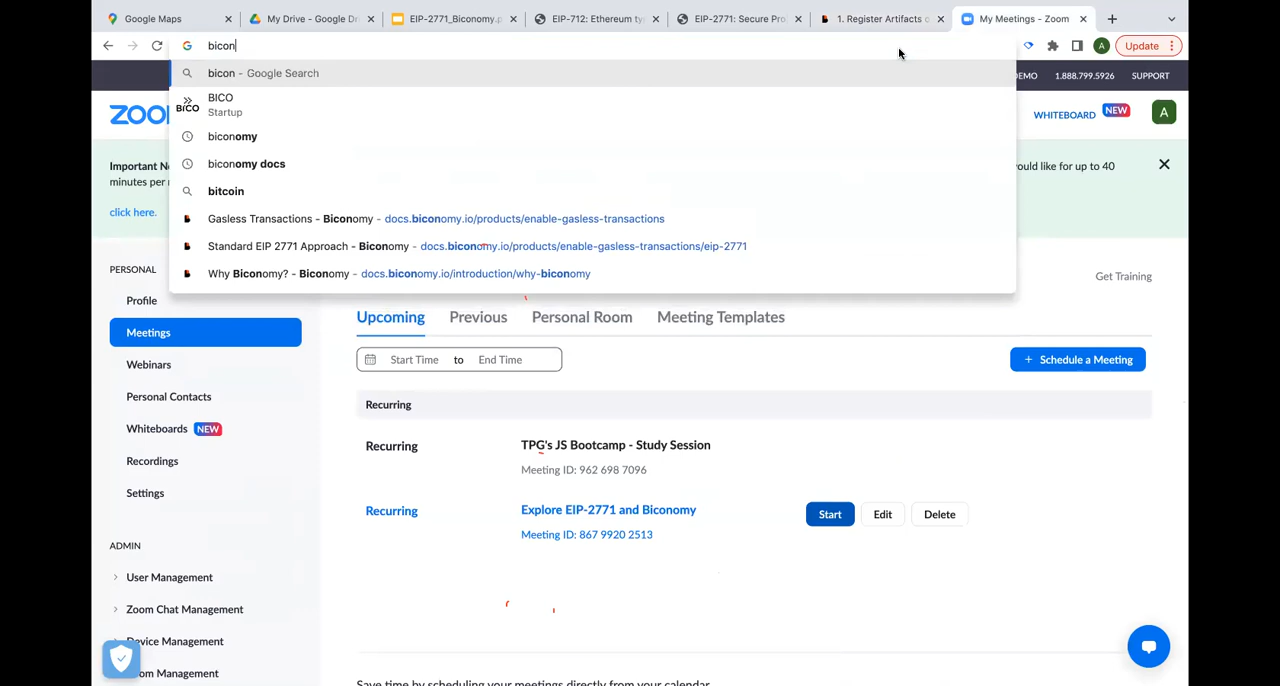 Google Maps
My Drive - Google Dr
EIP-2771_Biconomy.p
EIP-712: Ethereum ty
EIP-2771: Secure Pro
1. Register Artifacts o
My Meetings - Zoom
bicon
A
Update
bicon - Google Search
BICO
BICO
Startup
biconomy
biconomy docs
bitcoin
Gasless Transactions - Biconomy - docs.biconomy.io/products/enable-gasless-transactions
Standard EIP 2771 Approach - Biconomy - docs.biconomy.io/products/enable-gasless-transactions/eip-2771
Why Biconomy? - Biconomy - docs.biconomy.io/introduction/why-biconomy
DEMO 1.888.799.5926 SUPPORT
ZOO
WHITEBOARD NEW A
Important N
minutes per
ould like for up to 40
click here.
PERSONAL
Profile
Meetings
Webinars
Personal Contacts
Whiteboards NEW
Recordings
Settings
ADMIN
User Management
Zoom Chat Management
Device Management
om Management
Get Training
Upcoming Previous Personal Room Meeting Templates
Start Time to End Time
+ Schedule a Meeting
Recurring
Recurring TPG's JS Bootcamp - Study Session
Meeting ID: 962 698 7096
Recurring Explore EIP-2771 and Biconomy Start Edit Delete
Meeting ID: 867 9920 2513
Save time by scheduling your meetings directly from your calendar.